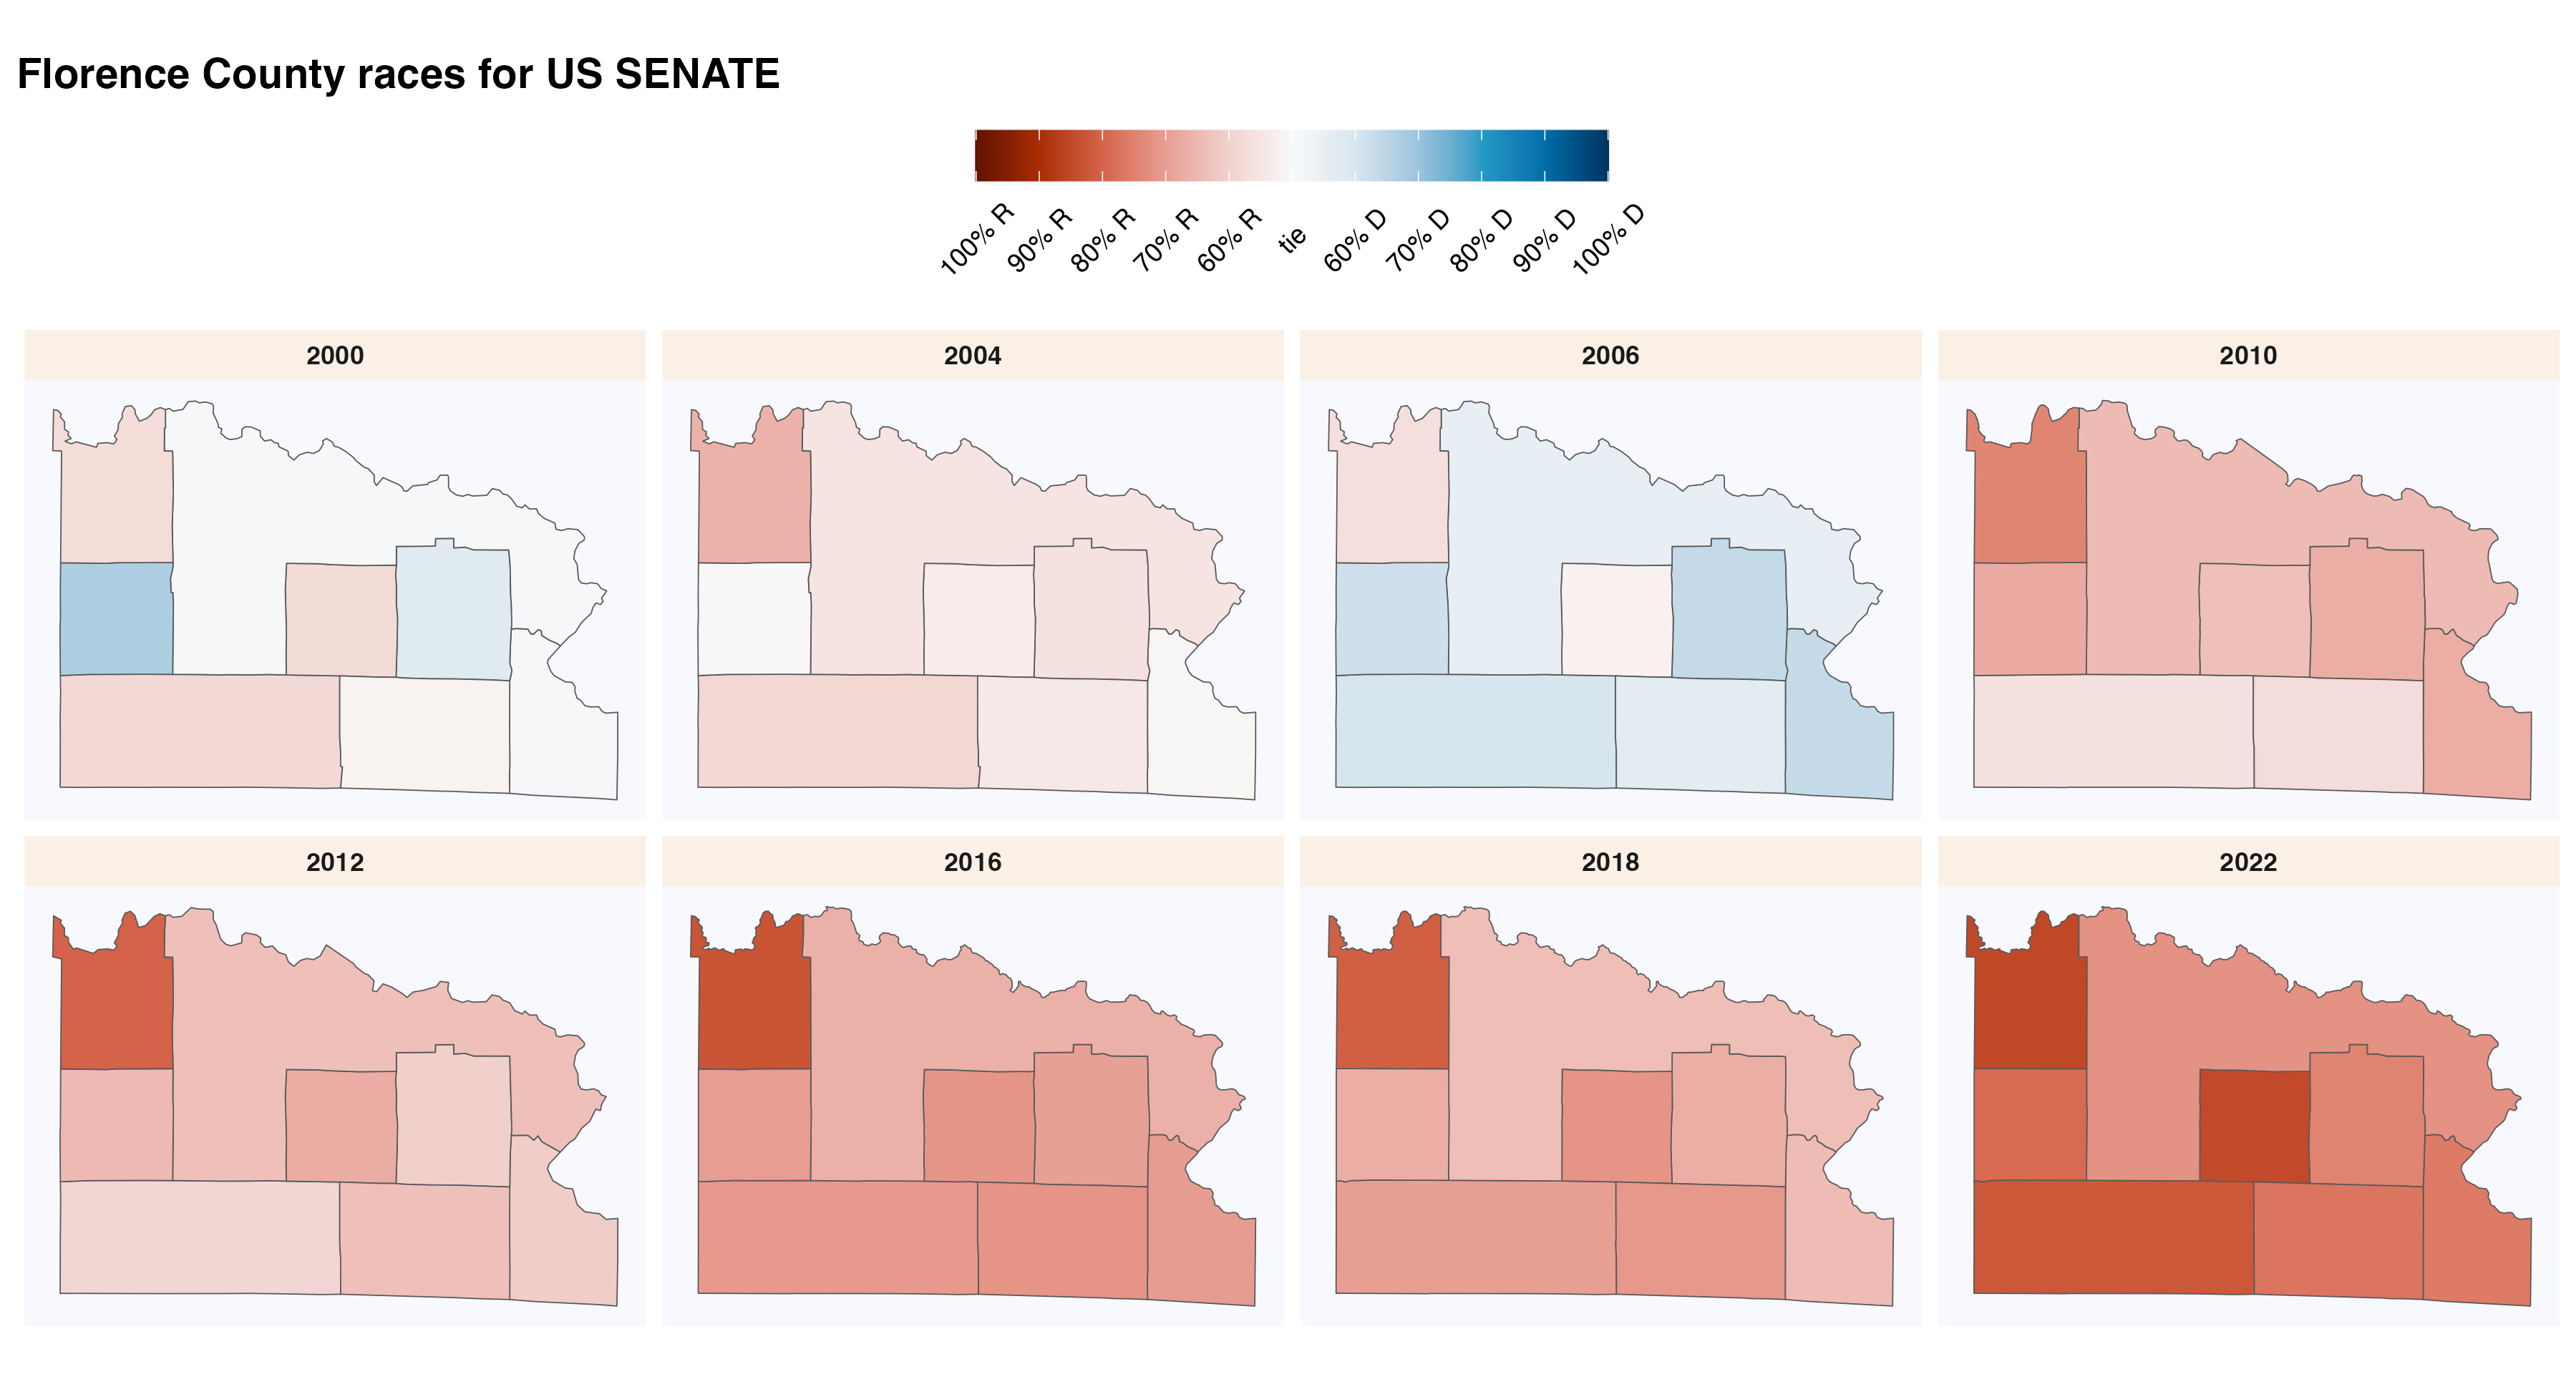 Florence County races for US SENATE
100% R
90% R
80% R
70% R
60% R
tie
60% D
70% D
80% D
90% D
100% D
2000
2004
2006
2010
2012
2016
2018
2022